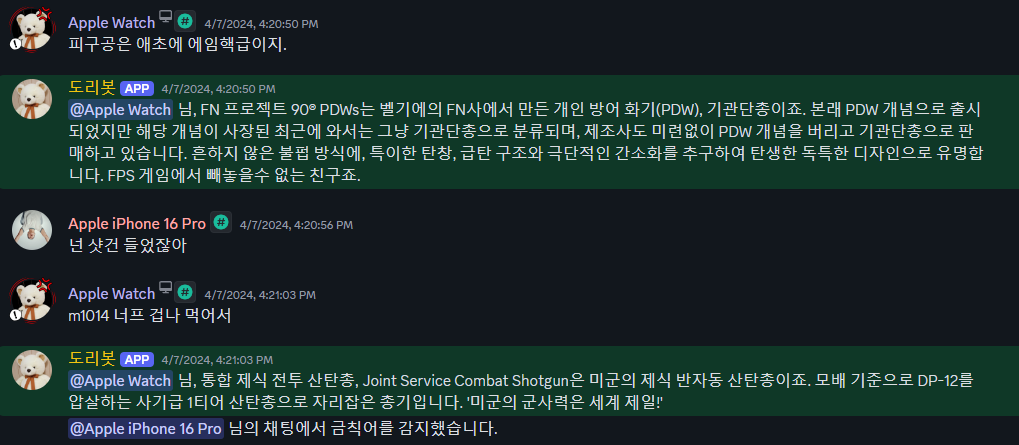 Apple Watch # 4/7/2024, 4:20:50 PM
피구공은 애초에 에임핵급이지.
도리봇 APP 4/7/2024, 4:20:50 PM
@Apple Watch 님, FN 프로젝트 90® PDWs는 벨기에의 FN사에서 만든 개인 방어 화기(PDW), 기관단총이죠. 본래 PDW 개념으로 출시
되었지만 해당 개념이 사장된 최근에 와서는 그냥 기관단총으로 분류되며, 제조사도 미련없이 PDW 개념을 버리고 기관단총으로 판
매하고 있습니다. 흔하지 않은 불펍 방식에, 특이한 탄창, 급탄 구조와 극단적인 간소화를 추구하여 탄생한 독특한 디자인으로 유명합
니다. FPS 게임에서 빼놓을수 없는 친구죠.
Apple iPhone 16 Pro # 4/7/2024, 4:20:56 PM
넌 샷건 들었잖아
Apple Watch # 4/7/2024, 4:21:03 PM
m1014 너프 겁나 먹어서
도리봇 APP 4/7/2024, 4:21:03 PM
@Apple Watch 님, 통합 제식 전투 산탄총, Joint Service Combat Shotgun은 미군의 제식 반자동 산탄총이죠. 모배 기준으로 DP-12를
압살하는 사기급 1티어 산탄총으로 자리잡은 총기입니다. '미군의 군사력은 세계 제일!'
@Apple iPhone 16 Pro 님의 채팅에서 금칙어를 감지했습니다.